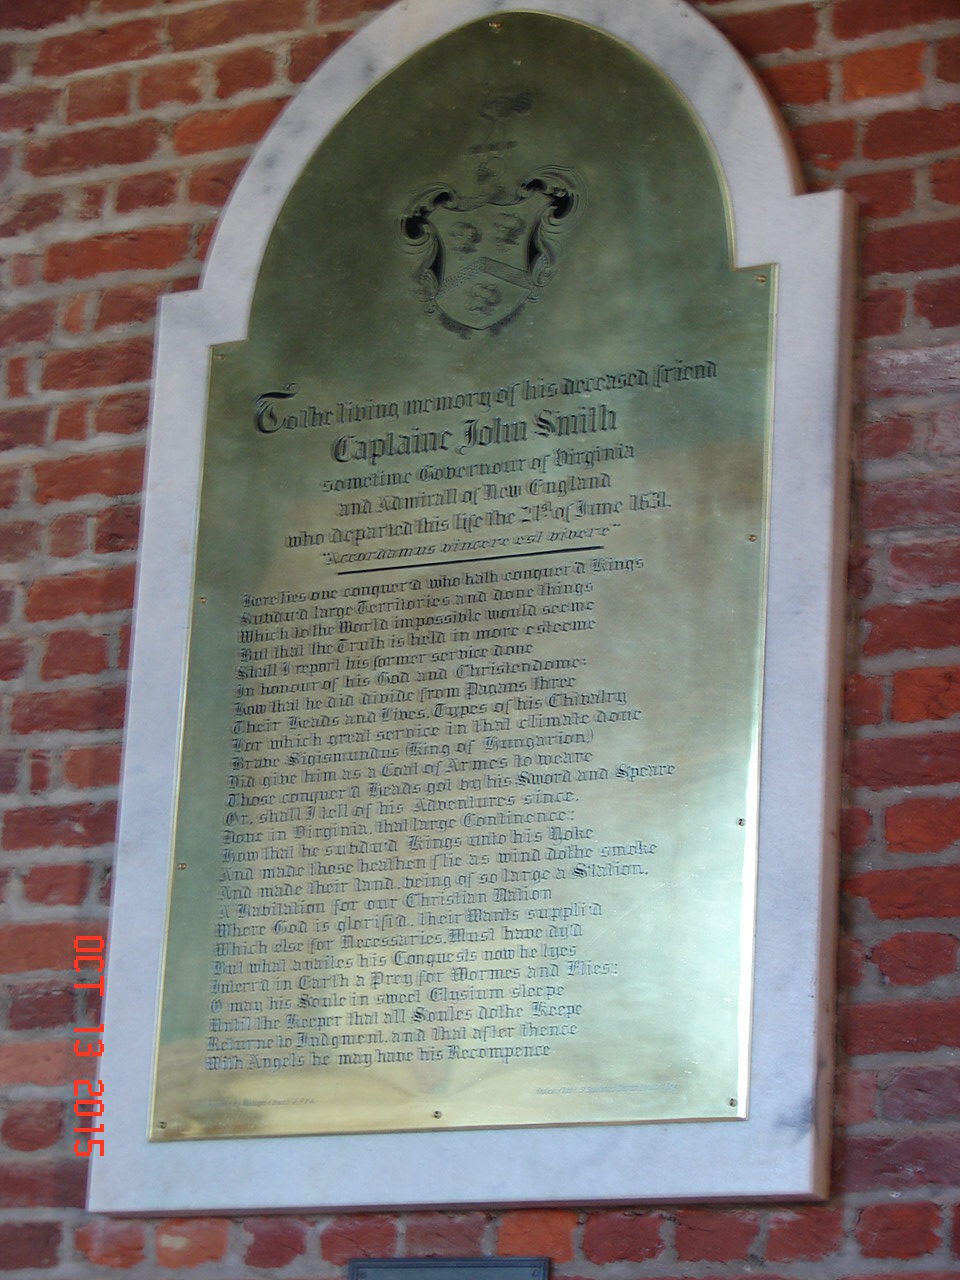 To the living memory of his deceased friend
Captaine John Smith
sometime Governour of Virginia
and Admirall of New England
who departed this life the 21st of June 1631.
"Accordamus vincere est vivere"
Here lies one conquer'd who hath conquer'd Kings
Subdu'd large Territories and done things
Which to the World impossible would seeme
But that the Truth is held in more esteeme
Shall I report his former service done
In honour of his God and Christendome:
How that he did divide from Pagans three
Their Heads and Lives, Types of his Chivalry
For which great service in that climate done
Brave Sigismundus (King of Hungarion)
Did give him as a Coat of Armes to weare
Those conquer'd Heads got by his Sword and Speare
Or, shall I tell of his Adventures since,
Done in Virginia, that large Continence:
How that he subdu'd Kings unto his Yoke
And made those heathen flie as wind dothe smoke
And made their land, being of so large a Station,
A Habitation for our Christian Nation
Where God is glorifi'd, their Wants suppli'd
Which else for Necessaries, Must have dy'd
But what availes his Conquests now he lyes
Interr'd in Earth a Prey for Wormes and Flies:
O may his Soule in sweet Elysium sleepe
Until the Keeper that all Soules dothe Keepe
Returne to Judgment, and that after thence
With Angels he may have his Recompence
OCT 13 2015